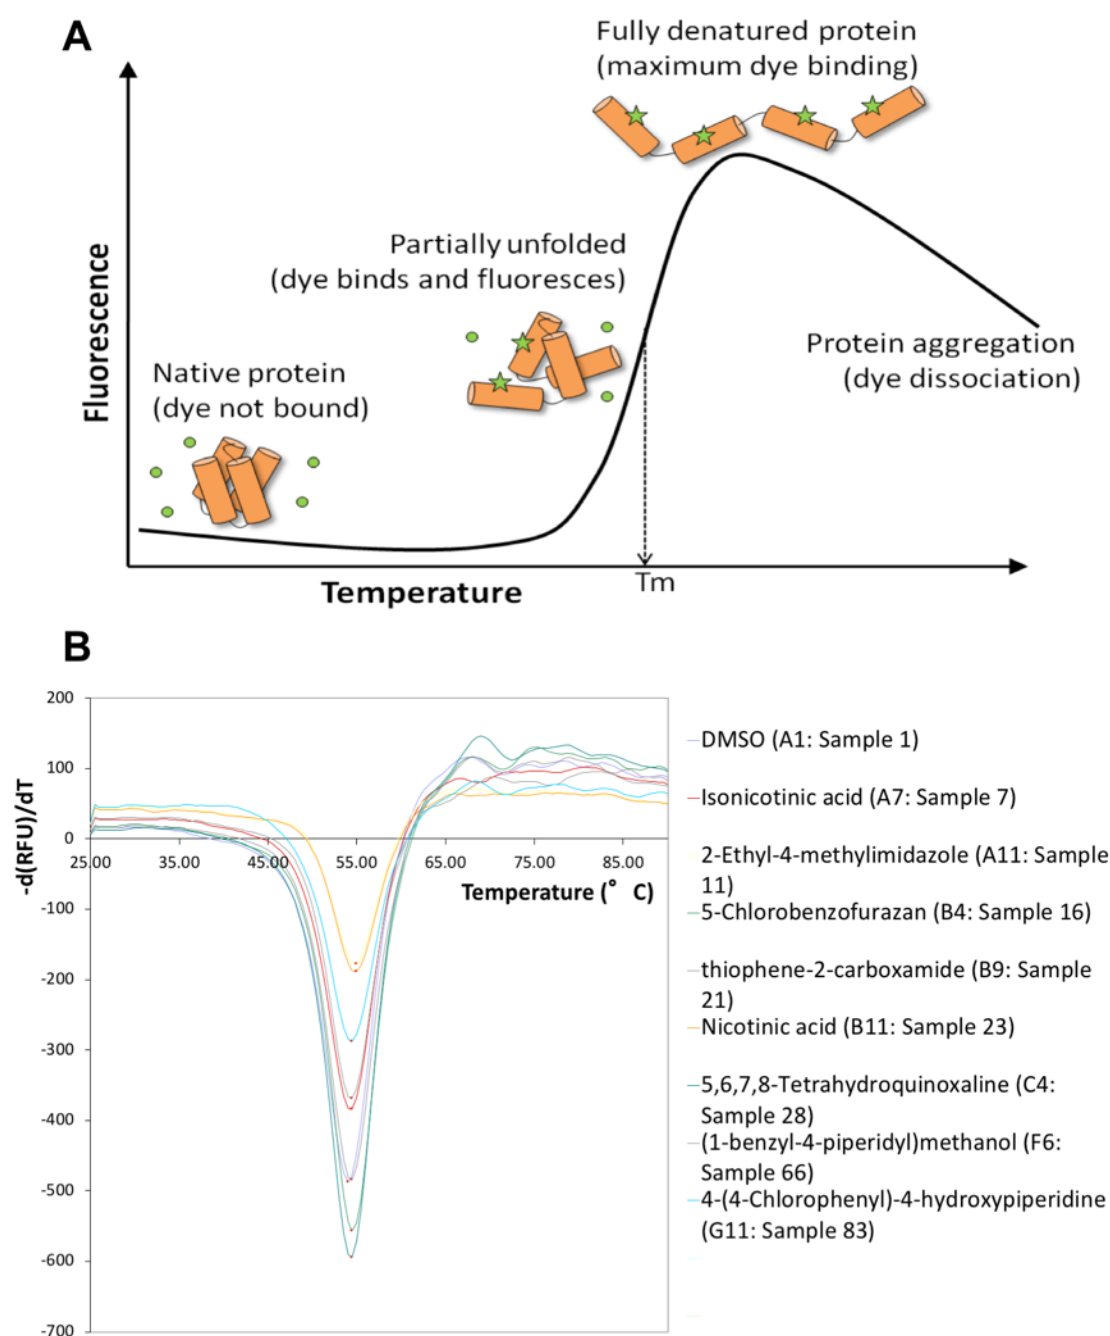 A
Fully denatured protein
(maximum dye binding)
Partially unfolded
(dye binds and fluoresces)
Native protein
(dye not bound)
Protein aggregation
(dye dissociation)
Fluorescence
Tm
Temperature
B
200
100
0
-100
-200
-300
-400
-500
-600
-700
-d(RFU)/dT
25.00 35.00 45.00 55.00 65.00 75.00 85.00
Temperature (° C)
DMSO (A1: Sample 1)
Isonicotinic acid (A7: Sample 7)
2-Ethyl-4-methylimidazole (A11: Sample
11)
5-Chlorobenzofurazan (B4: Sample 16)
thiophene-2-carboxamide (B9: Sample
21)
Nicotinic acid (B11: Sample 23)
5,6,7,8-Tetrahydroquinoxaline (C4:
Sample 28)
(1-benzyl-4-piperidyl)methanol (F6:
Sample 66)
4-(4-Chlorophenyl)-4-hydroxypiperidine
(G11: Sample 83)